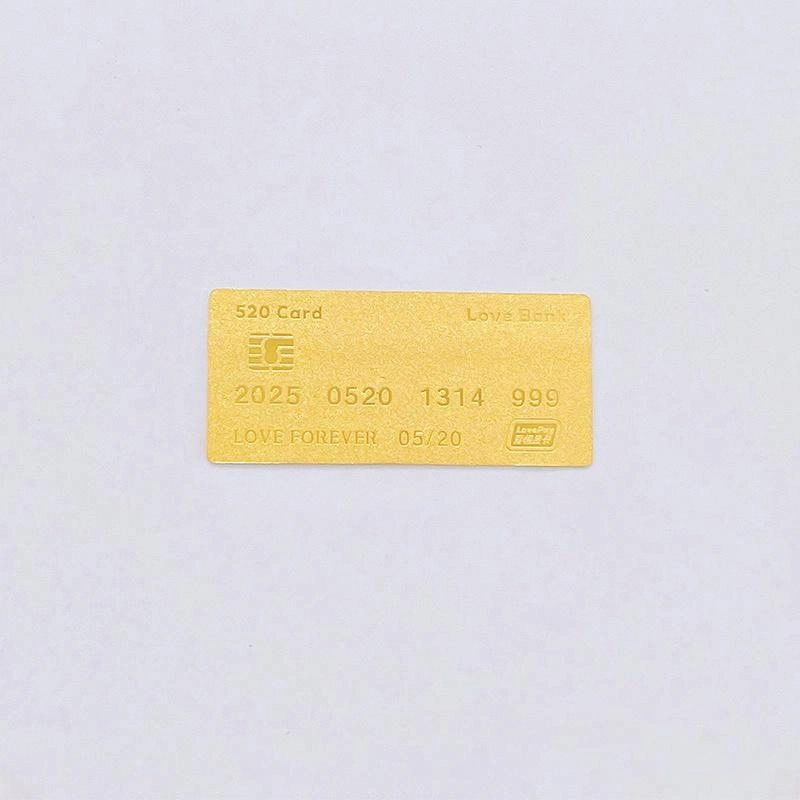 520 Card
Love Bank
2025 0520 1314 999
LOVE FOREVER 05/20
LovePay